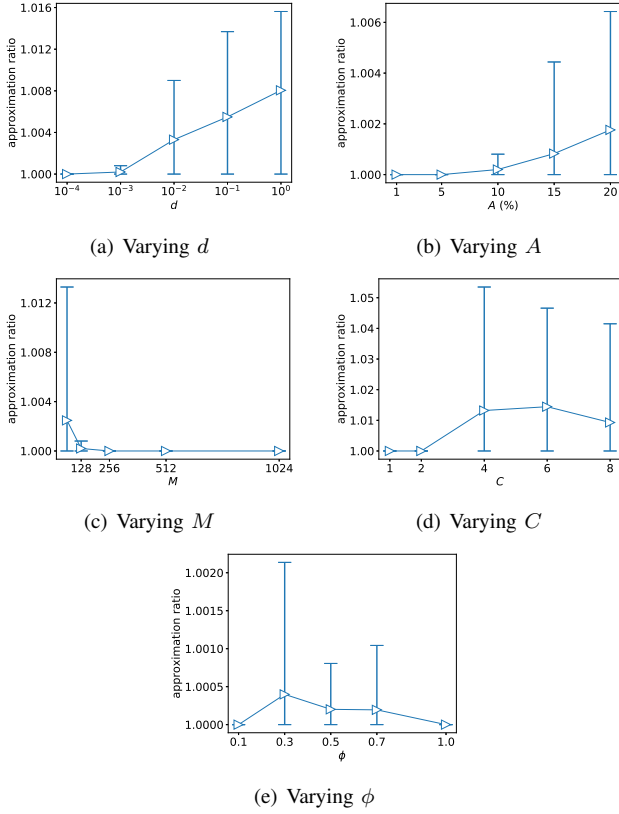 1.016
1.012
1.008
1.004
1.000
approximation ratio
10⁻⁴ 10⁻³ 10⁻² 10⁻¹ 10⁰
d
(a) Varying d
1.006
1.004
1.002
1.000
approximation ratio
1 5 10 15 20
A (%)
(b) Varying A
1.012
1.008
1.004
1.000
approximation ratio
128 256 512 1024
M
(c) Varying M
1.05
1.04
1.03
1.02
1.01
1.00
approximation ratio
1 2 4 6 8
C
(d) Varying C
1.0020
1.0015
1.0010
1.0005
1.0000
approximation ratio
0.1 0.3 0.5 0.7 1.0
ϕ
(e) Varying ϕ